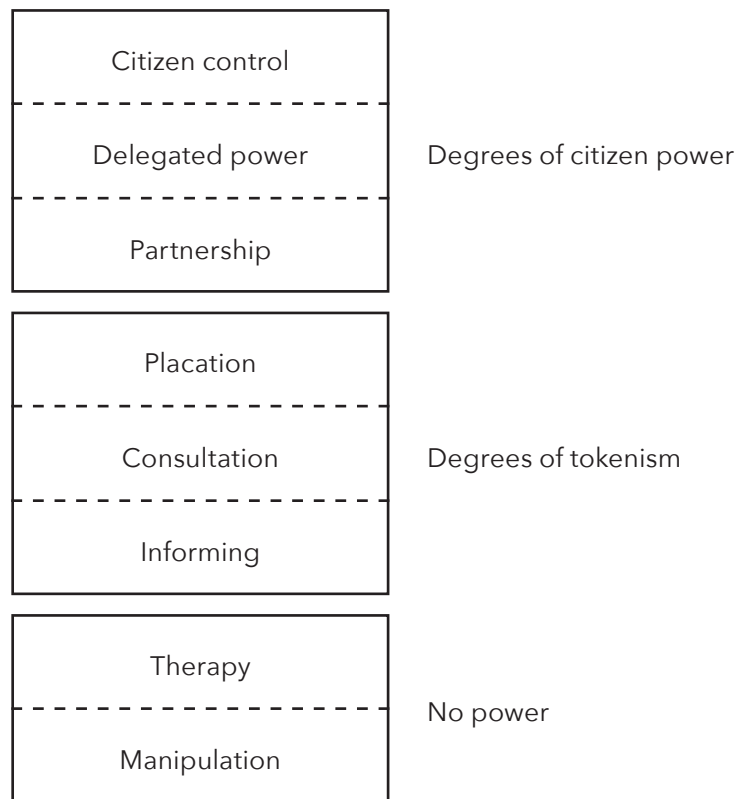 Citizen control
Delegated power
Degrees of citizen power
Partnership
Placation
Consultation
Degrees of tokenism
Informing
Therapy
No power
Manipulation